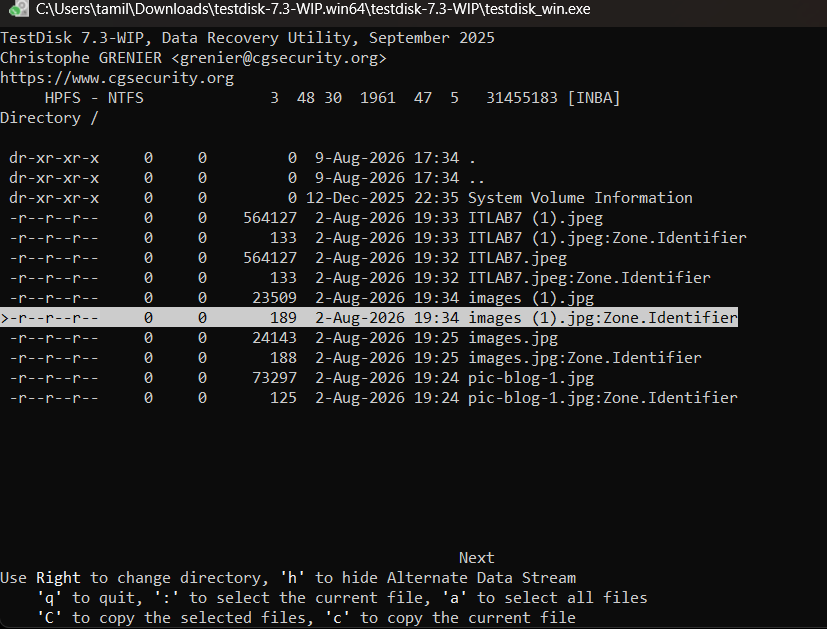 C:\Users\tamil\Downloads\testdisk-7.3-WIP.win64\testdisk-7.3-WIP\testdisk_win.exe
TestDisk 7.3-WIP, Data Recovery Utility, September 2025
Christophe GRENIER <grenier@cgsecurity.org>
https://www.cgsecurity.org
     HPFS - NTFS              3  48 30  1961  47  5   31455183 [INBA]
Directory /
 dr-xr-xr-x     0     0         0  9-Aug-2026 17:34 .
 dr-xr-xr-x     0     0         0  9-Aug-2026 17:34 ..
 dr-xr-xr-x     0     0         0 12-Dec-2025 22:35 System Volume Information
 -r--r--r--     0     0    564127  2-Aug-2026 19:33 ITLAB7 (1).jpeg
 -r--r--r--     0     0       133  2-Aug-2026 19:33 ITLAB7 (1).jpeg:Zone.Identifier
 -r--r--r--     0     0    564127  2-Aug-2026 19:32 ITLAB7.jpeg
 -r--r--r--     0     0       133  2-Aug-2026 19:32 ITLAB7.jpeg:Zone.Identifier
 -r--r--r--     0     0     23509  2-Aug-2026 19:34 images (1).jpg
>-r--r--r--     0     0       189  2-Aug-2026 19:34 images (1).jpg:Zone.Identifier
 -r--r--r--     0     0     24143  2-Aug-2026 19:25 images.jpg
 -r--r--r--     0     0       188  2-Aug-2026 19:25 images.jpg:Zone.Identifier
 -r--r--r--     0     0     73297  2-Aug-2026 19:24 pic-blog-1.jpg
 -r--r--r--     0     0       125  2-Aug-2026 19:24 pic-blog-1.jpg:Zone.Identifier
Next
Use Right to change directory, 'h' to hide Alternate Data Stream
    'q' to quit, ':' to select the current file, 'a' to select all files
    'C' to copy the selected files, 'c' to copy the current file